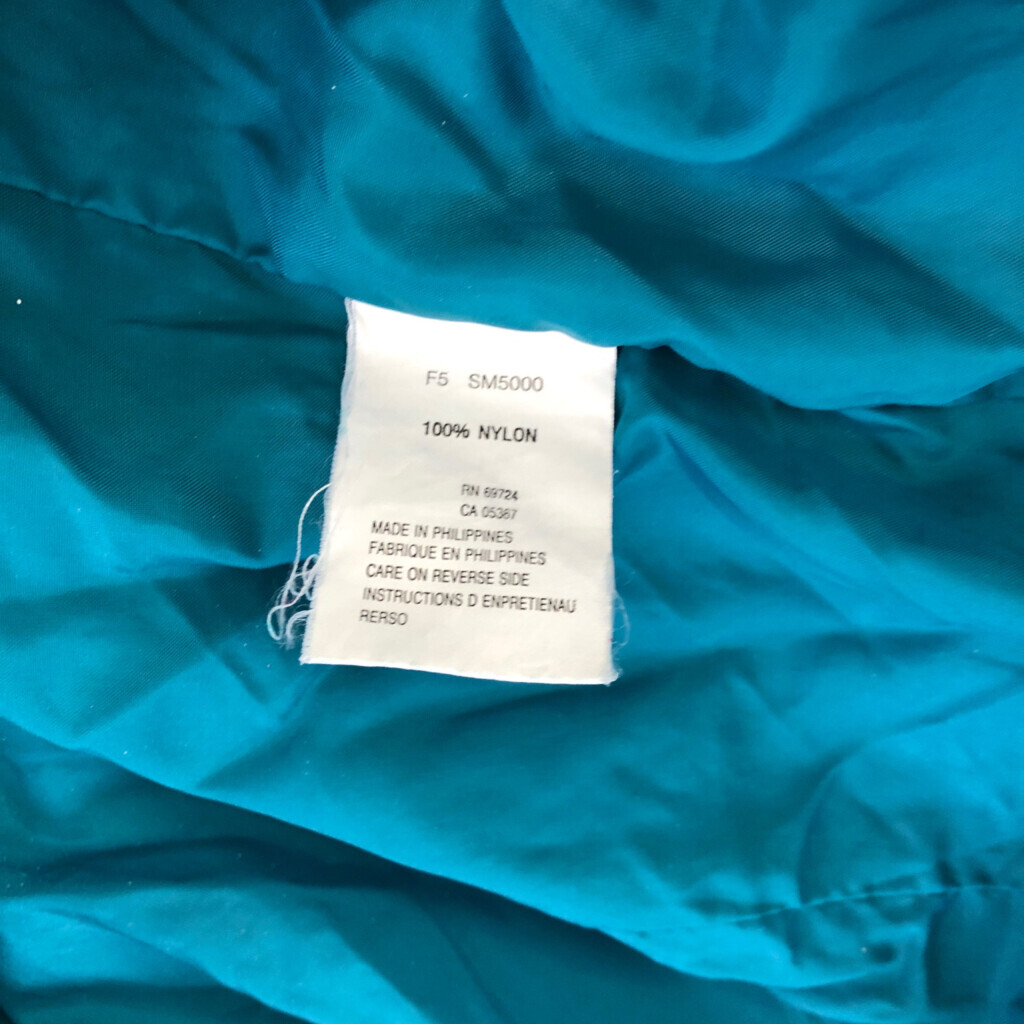 F5 SM5000
100% NYLON
RN 69724
CA 05367
MADE IN PHILIPPINES
FABRIQUE EN PHILIPPINES
CARE ON REVERSE SIDE
INSTRUCTIONS D ENPRETIENAU
RERSO